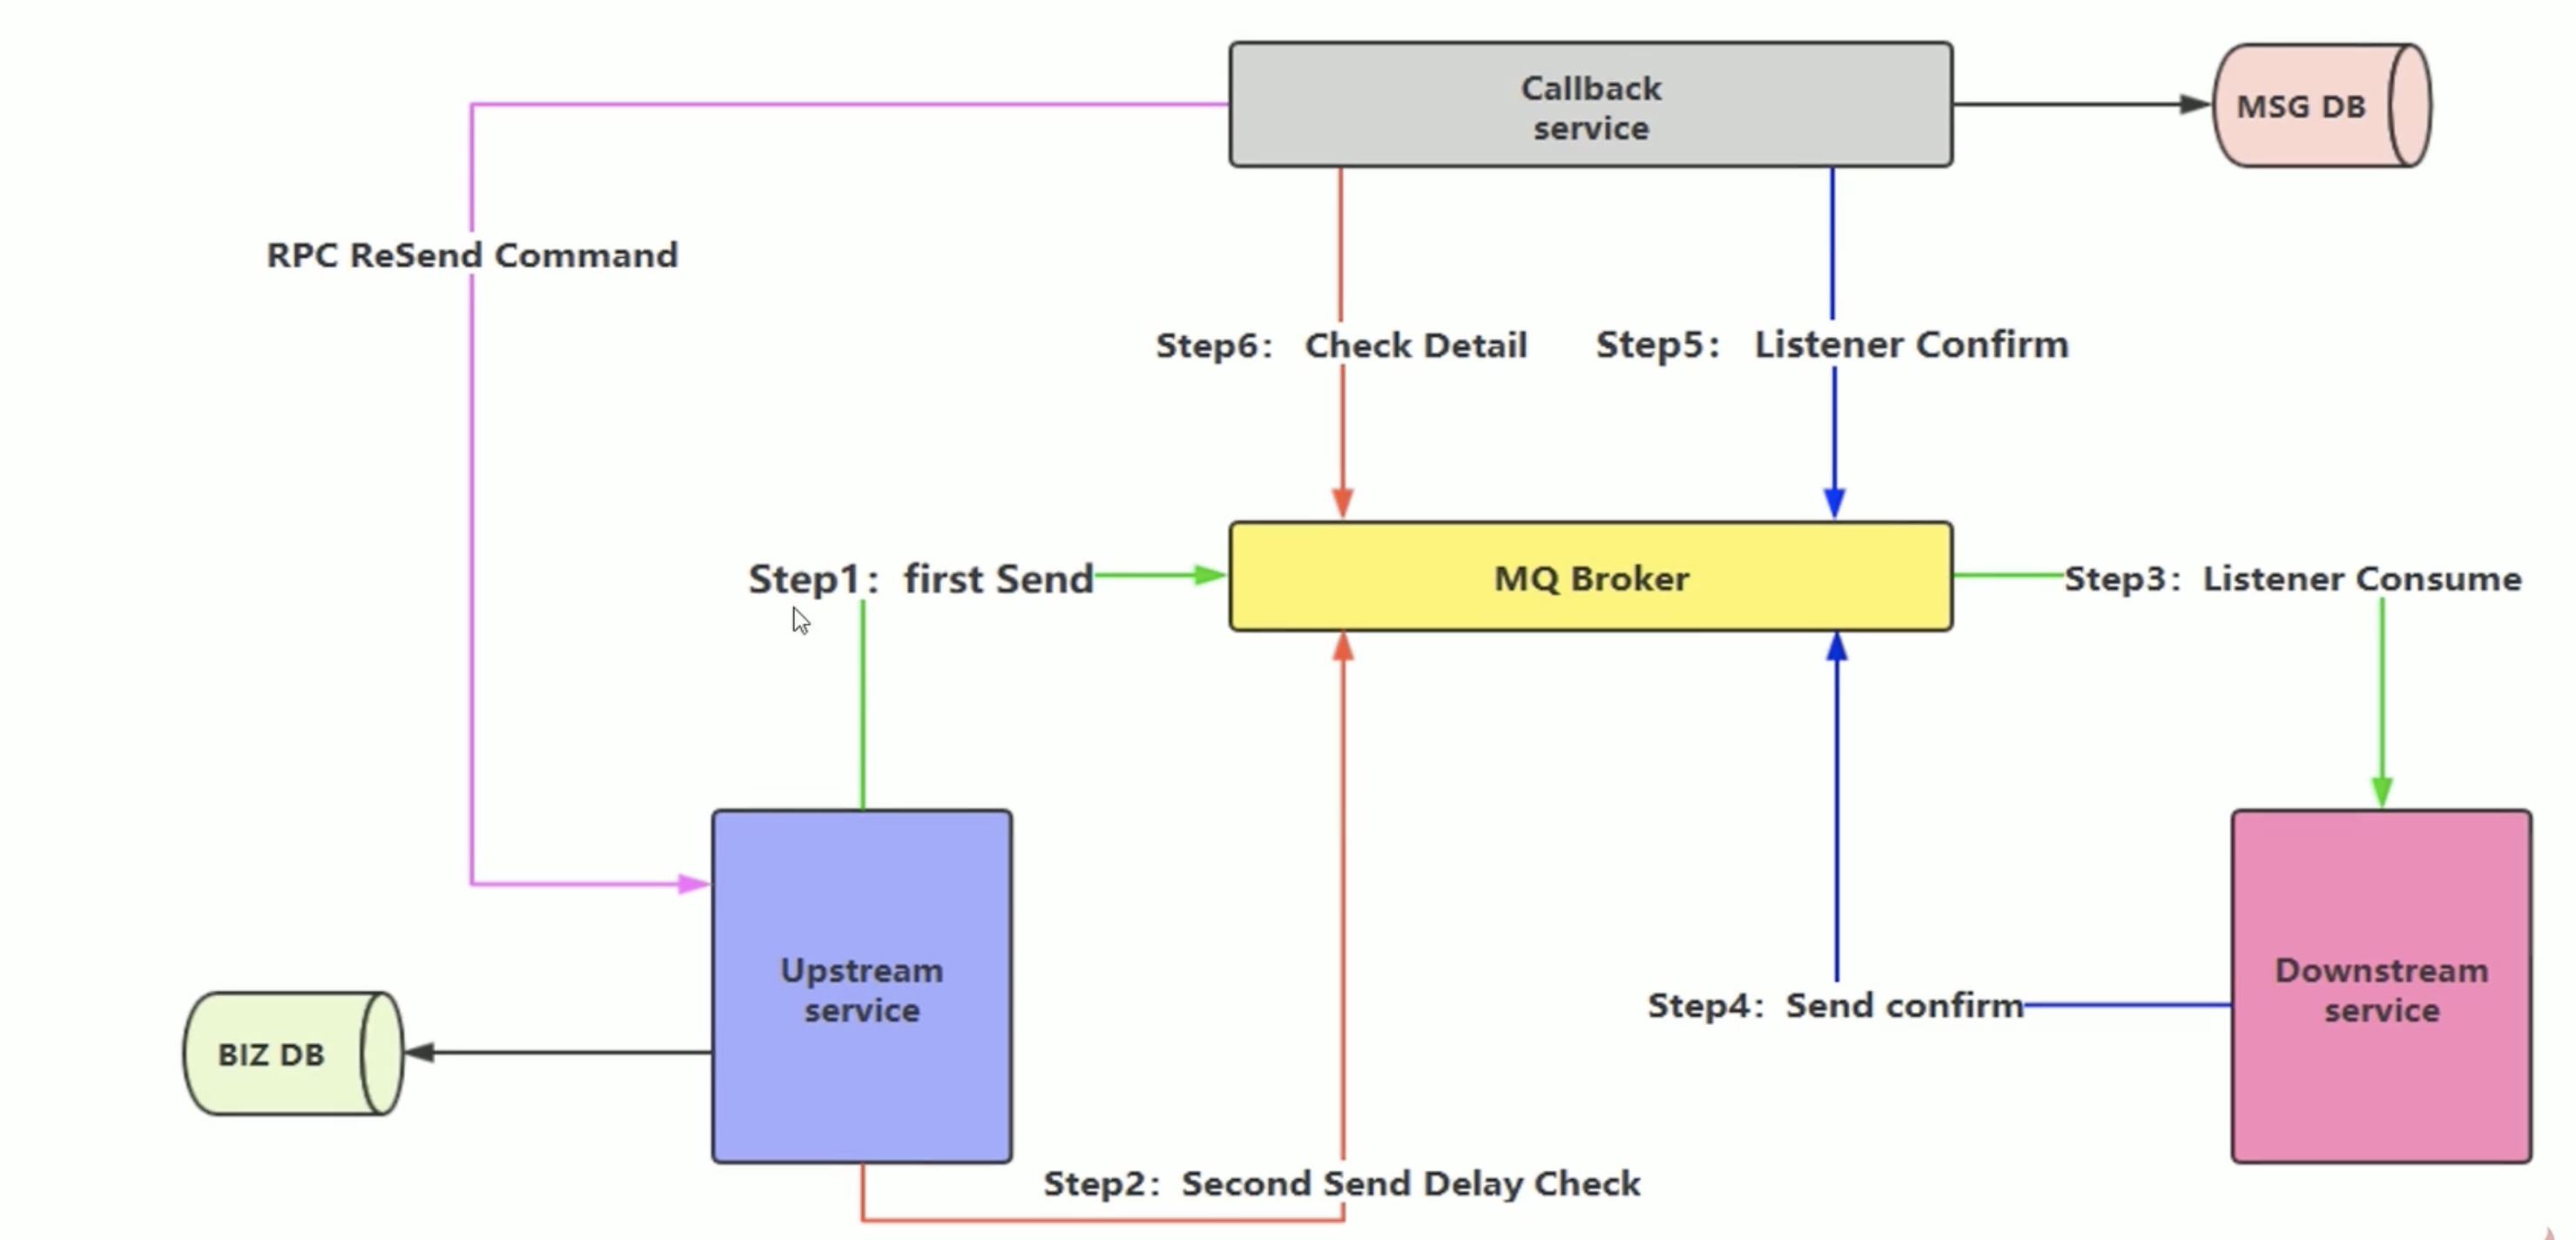 Callback
service
MSG DB
RPC ReSend Command
Step6: Check Detail
Step5: Listener Confirm
Step1: first Send
MQ Broker
Step3: Listener Consume
Upstream
service
Downstream
service
Step4: Send confirm
BIZ DB
Step2: Second Send Delay Check